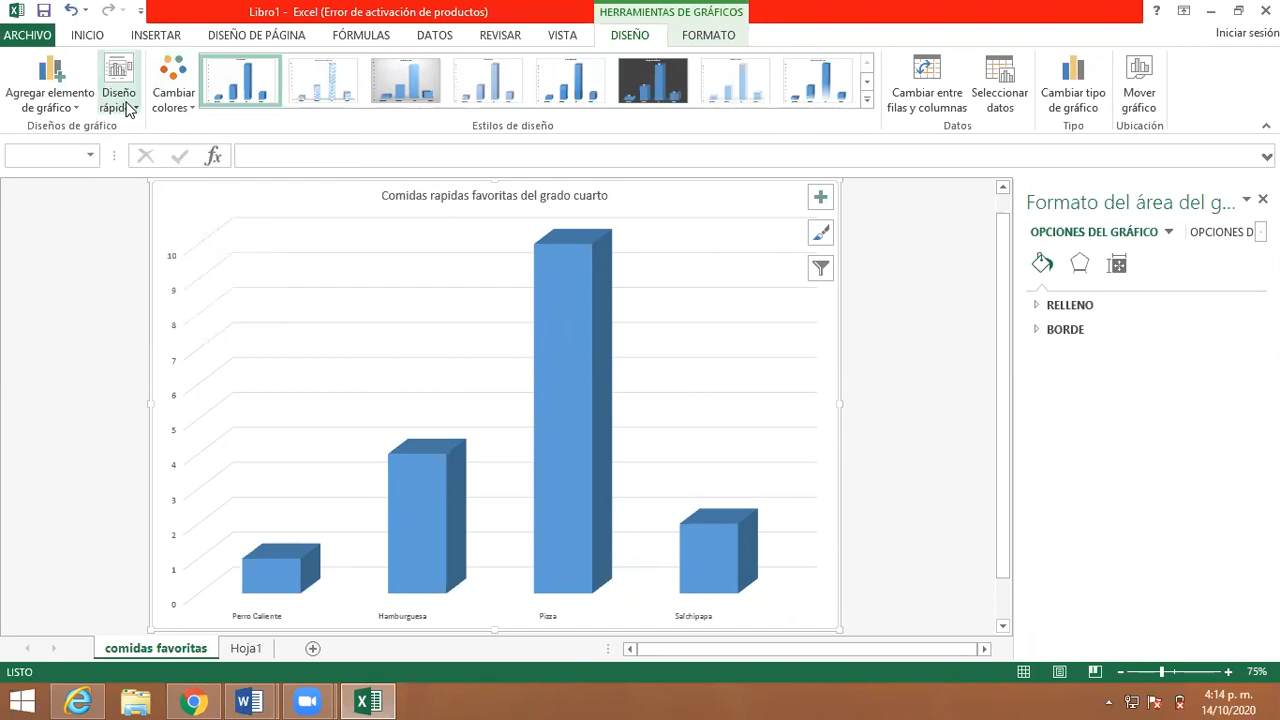 Libro1 - Excel (Error de activación de productos)
HERRAMIENTAS DE GRÁFICOS
?
ARCHIVO INICIO INSERTAR DISEÑO DE PÁGINA FÓRMULAS DATOS REVISAR VISTA DISEÑO FORMATO
Iniciar sesión
Agregar elemento de gráfico
Diseño rápido
Cambiar colores
Cambiar entre filas y columnas
Seleccionar datos
Cambiar tipo de gráfico
Mover gráfico
Diseños de gráfico
Estilos de diseño
Datos
Tipo
Ubicación
fx
Comidas rapidas favoritas del grado cuarto
10
9
8
7
6
5
4
3
2
1
0
Perro Caliente Hamburguesa Pizza Salchipapa
Formato del área del g...
OPCIONES DEL GRÁFICO OPCIONES D
RELLENO
BORDE
comidas favoritas Hoja1
LISTO
75%
4:14 p. m.
14/10/2020